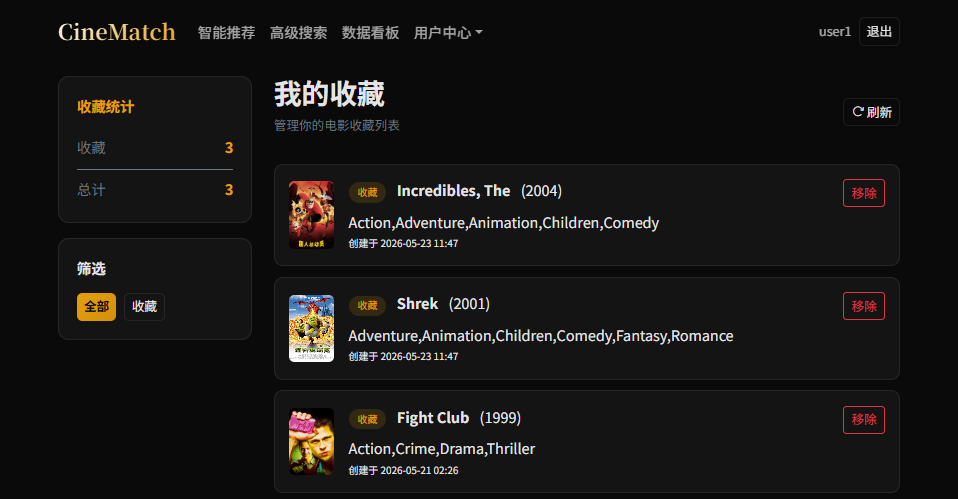 CineMatch 智能推荐 高级搜索 数据看板 用户中心 user1 退出
收藏统计
收藏 3
总计 3
筛选
全部 收藏
我的收藏
管理你的电影收藏列表
刷新
收藏 Incredibles, The (2004) 移除
Action,Adventure,Animation,Children,Comedy
创建于 2026-05-23 11:47
收藏 Shrek (2001) 移除
Adventure,Animation,Children,Comedy,Fantasy,Romance
创建于 2026-05-23 11:47
收藏 Fight Club (1999) 移除
Action,Crime,Drama,Thriller
创建于 2026-05-21 02:26